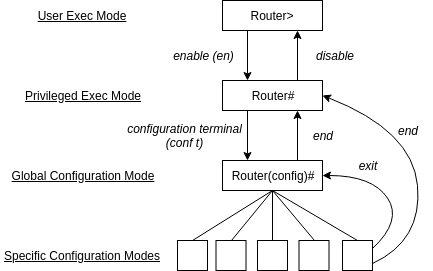 User Exec Mode
Router>
enable (en)
disable
Privileged Exec Mode
Router#
configuration terminal
(conf t)
end
end
Global Configuration Mode
Router(config)#
exit
Specific Configuration Modes